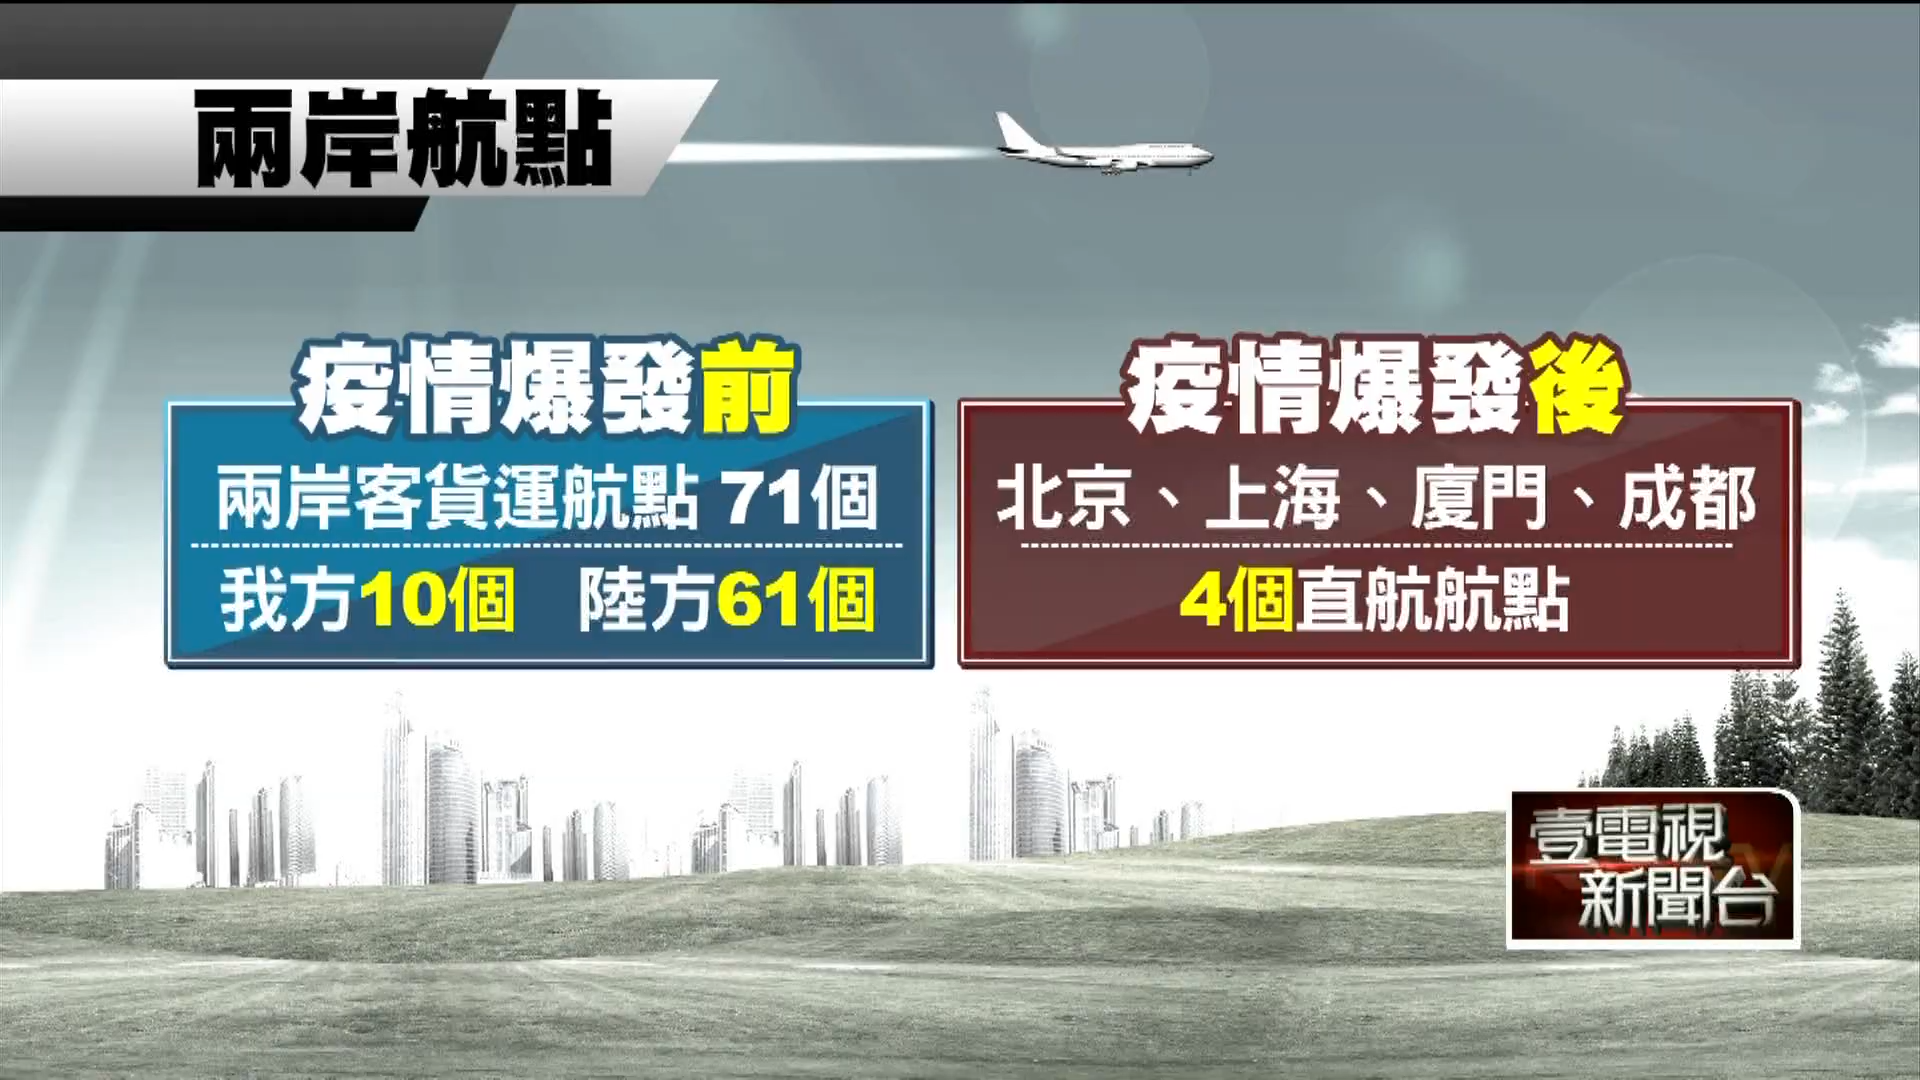 兩岸航點
疫情爆發前
兩岸客貨運航點 71個
我方10個 陸方61個
疫情爆發後
北京、上海、廈門、成都
4個直航航點
壹電視
新聞台